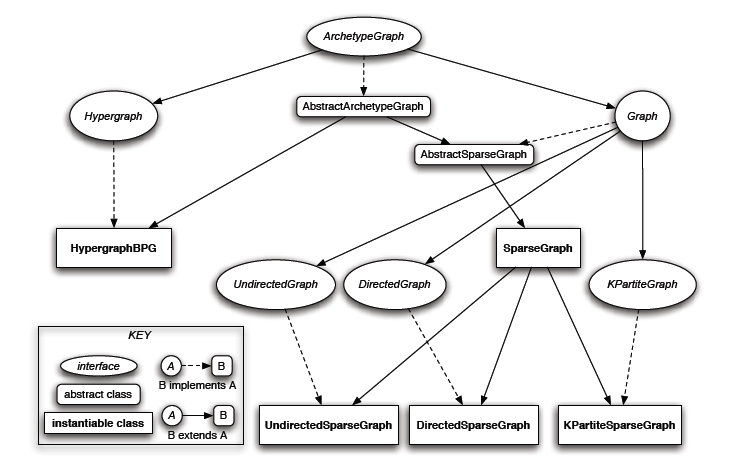 ArchetypeGraph
Hypergraph
AbstractArchetypeGraph
Graph
AbstractSparseGraph
HypergraphBPG
SparseGraph
UndirectedGraph
DirectedGraph
KPartiteGraph
KEY
interface
A
B
B implements A
abstract class
instantiable class
A
B
B extends A
UndirectedSparseGraph
DirectedSparseGraph
KPartiteSparseGraph